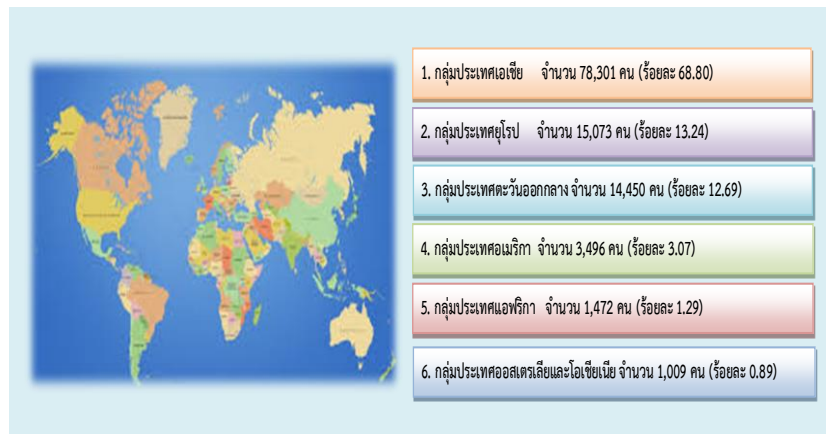 1. กลุ่มประเทศเอเชีย จำนวน 78,301 คน (ร้อยละ 68.80)
2. กลุ่มประเทศยุโรป จำนวน 15,073 คน (ร้อยละ 13.24)
3. กลุ่มประเทศตะวันออกกลาง จำนวน 14,450 คน (ร้อยละ 12.69)
4. กลุ่มประเทศอเมริกา จำนวน 3,496 คน (ร้อยละ 3.07)
5. กลุ่มประเทศแอฟริกา จำนวน 1,472 คน (ร้อยละ 1.29)
6. กลุ่มประเทศออสเตรเลียและโอเชียเนีย จำนวน 1,009 คน (ร้อยละ 0.89)